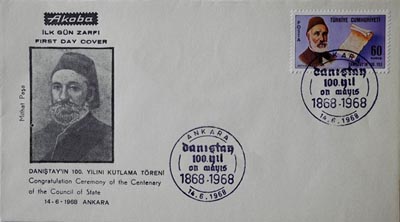 Akoba
İLK GÜN ZARFI
FIRST DAY COVER
Mithat Paşa
DANIŞTAY'IN 100. YILINI KUTLAMA TÖRENİ
Congratulation Ceremony of the Centenary
of the Council of State
14-6-1968 ANKARA
TÜRKİYE CUMHURİYETİ
POSTA
60
danıştay
100.yıl
on mayıs
1868-1968
14.6.1968
ANKARA
danıştay
100.yıl
on mayıs
1868-1968
14.6.1968